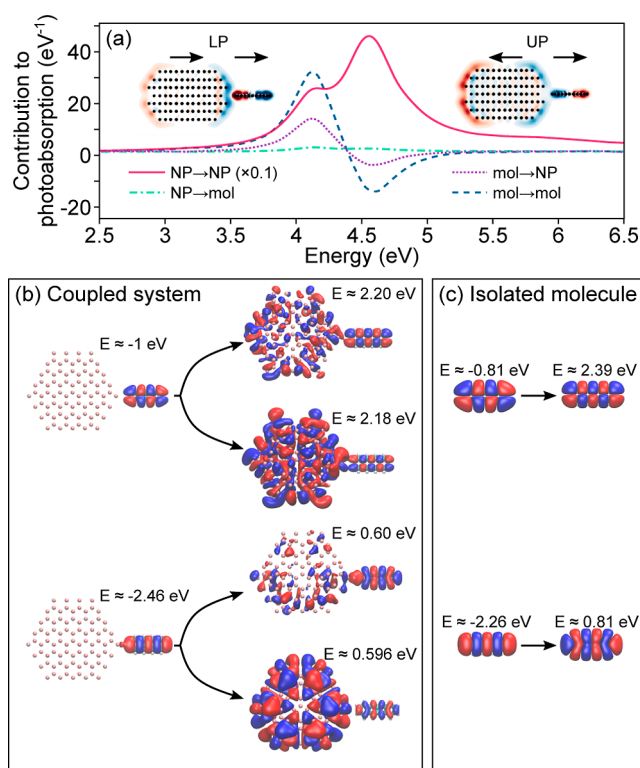 (a)
LP
UP
Contribution to
photoabsorption (eV⁻¹)
40
20
0
-20
NP→NP (×0.1)
NP→mol
mol→NP
mol→mol
2.5 3 3.5 4 4.5 5 5.5 6 6.5
Energy (eV)
(b) Coupled system
E ≈ -1 eV
E ≈ 2.20 eV
E ≈ 2.18 eV
E ≈ -2.46 eV
E ≈ 0.60 eV
E ≈ 0.596 eV
(c) Isolated molecule
E ≈ -0.81 eV
E ≈ 2.39 eV
E ≈ -2.26 eV
E ≈ 0.81 eV